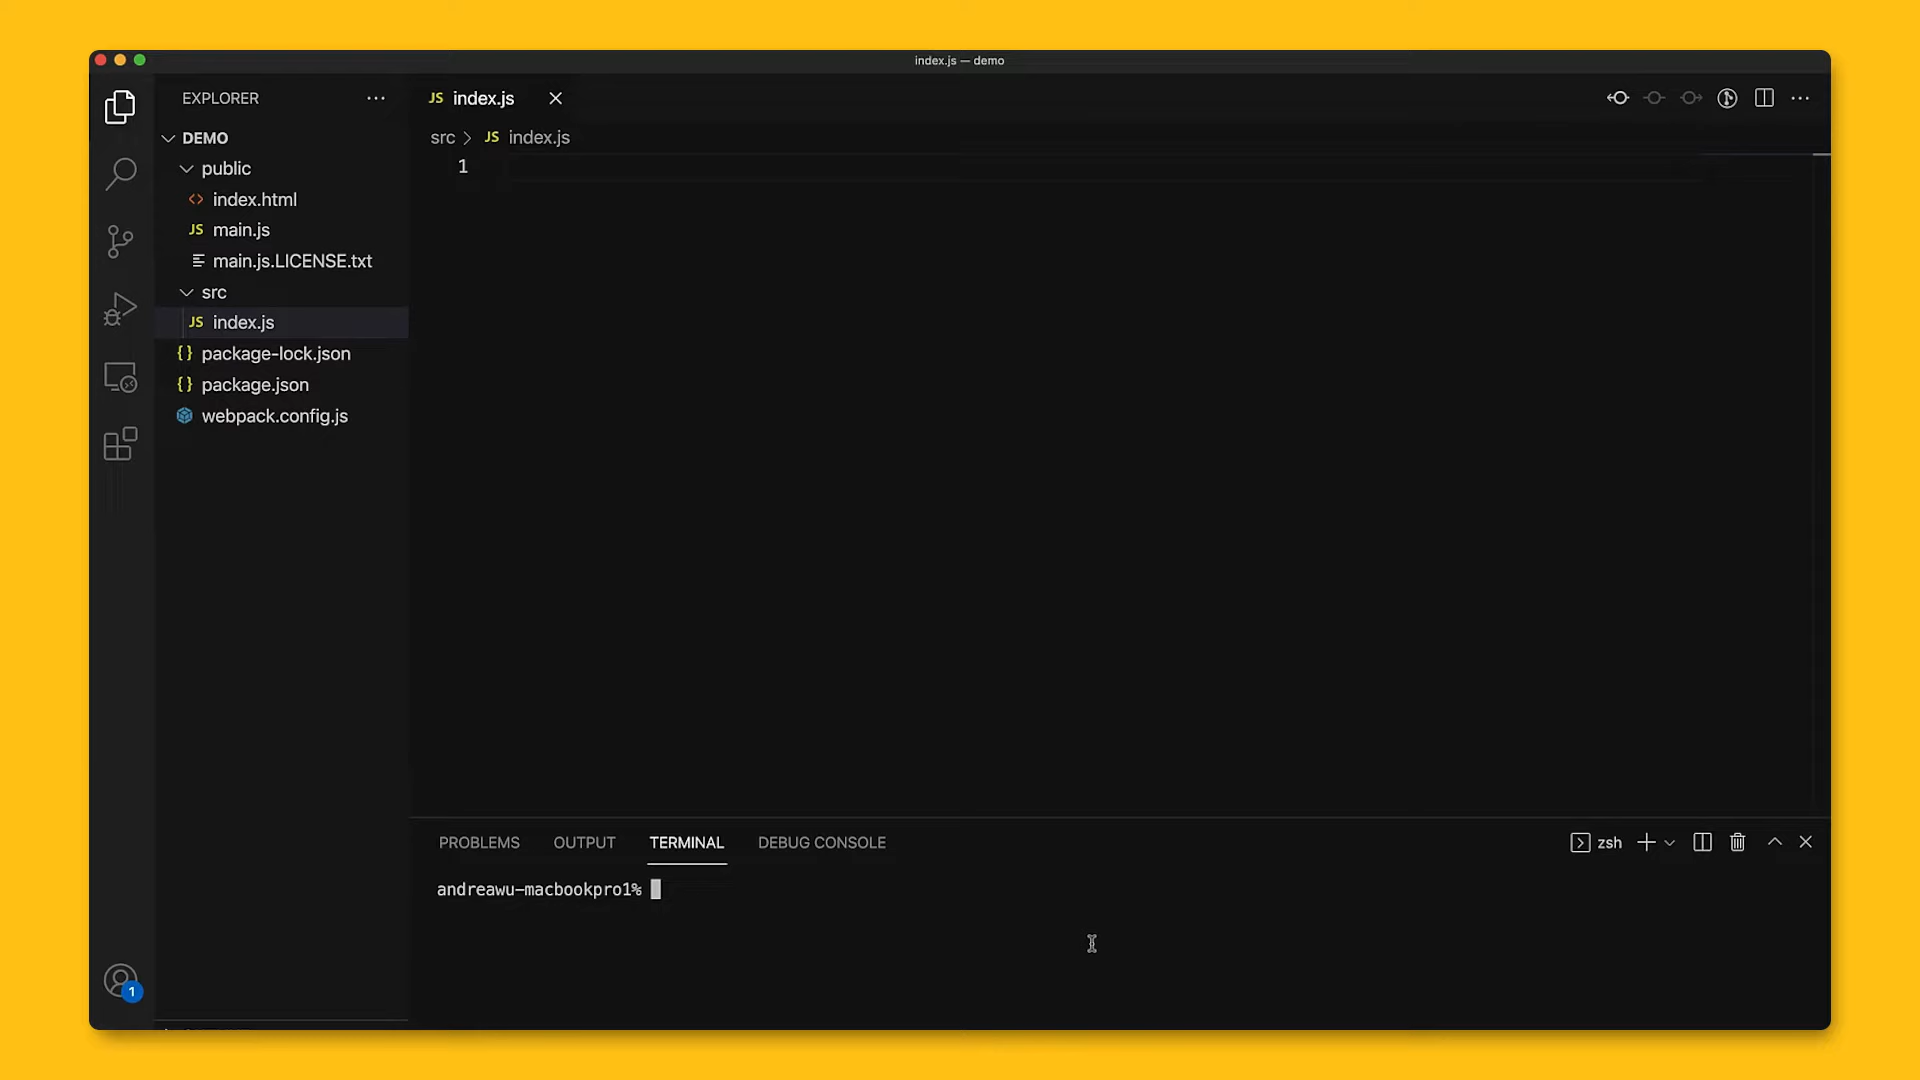 index.js — demo
EXPLORER
DEMO
public
index.html
JS main.js
main.js.LICENSE.txt
src
JS index.js
{} package-lock.json
{} package.json
webpack.config.js
1
JS index.js
src > JS index.js
1
PROBLEMS OUTPUT TERMINAL DEBUG CONSOLE
zsh
andreawu-macbookpro1%